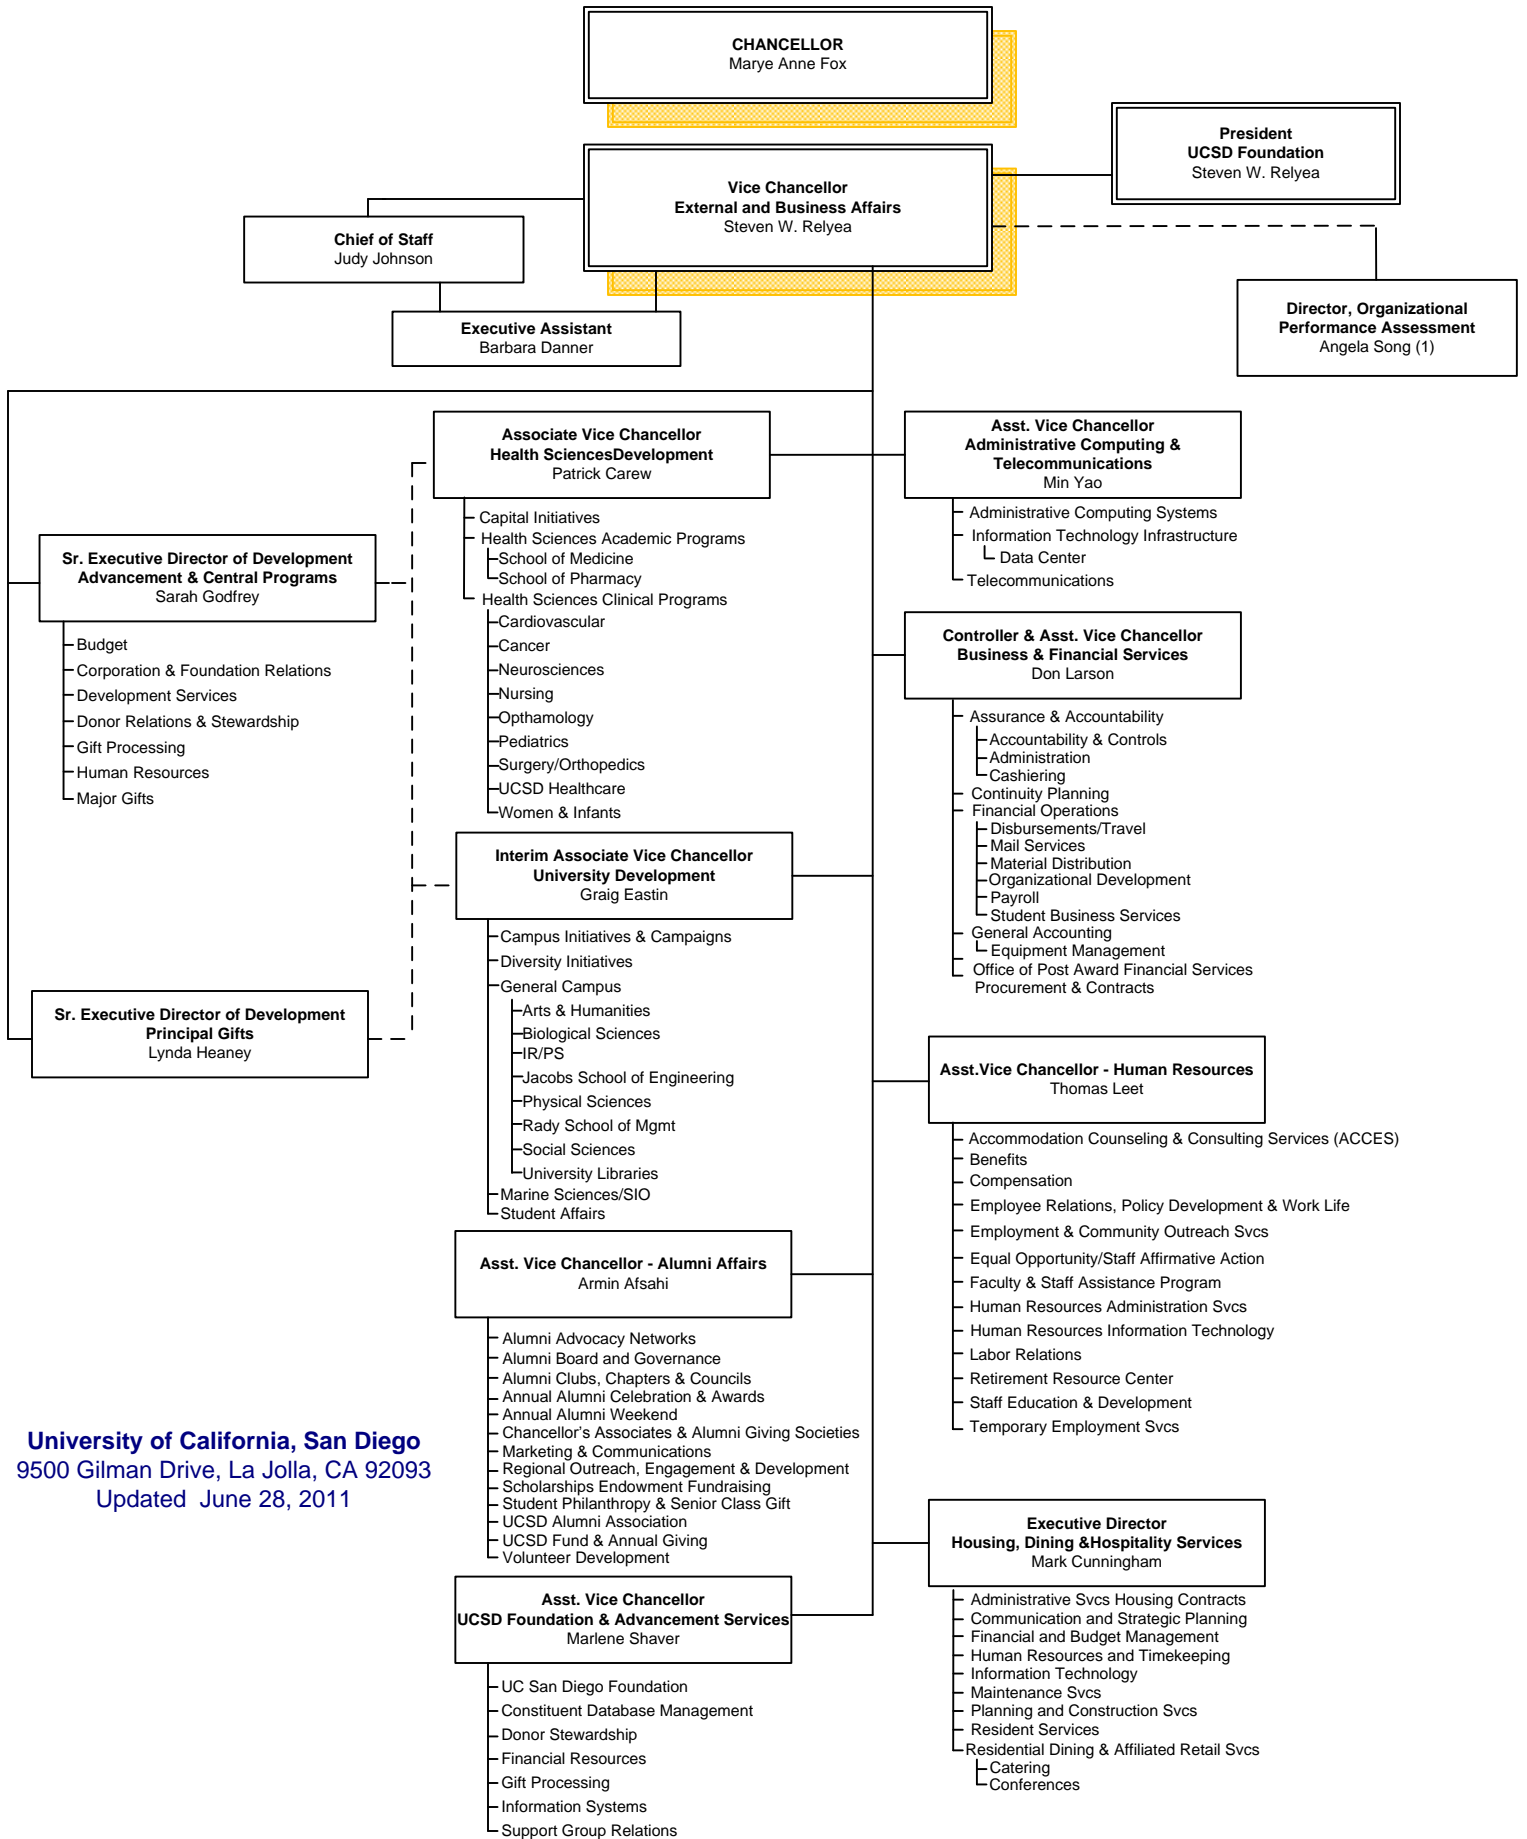 CHANCELLOR
Marye Anne Fox
President
UCSD Foundation
Steven W. Relyea
Vice Chancellor
External and Business Affairs
Steven W. Relyea
Chief of Staff
Judy Johnson
Executive Assistant
Barbara Danner
Director, Organizational
Performance Assessment
Angela Song (1)
Sr. Executive Director of Development
Advancement & Central Programs
Sarah Godfrey
Budget
Corporation & Foundation Relations
Development Services
Donor Relations & Stewardship
Gift Processing
Human Resources
Major Gifts
Sr. Executive Director of Development
Principal Gifts
Lynda Heaney
Associate Vice Chancellor
Health SciencesDevelopment
Patrick Carew
Capital Initiatives
Health Sciences Academic Programs
School of Medicine
School of Pharmacy
Health Sciences Clinical Programs
Cardiovascular
Cancer
Neurosciences
Nursing
Opthamology
Pediatrics
Surgery/Orthopedics
UCSD Healthcare
Women & Infants
Interim Associate Vice Chancellor
University Development
Graig Eastin
Campus Initiatives & Campaigns
Diversity Initiatives
General Campus
Arts & Humanities
Biological Sciences
IR/PS
Jacobs School of Engineering
Physical Sciences
Rady School of Mgmt
Social Sciences
University Libraries
Marine Sciences/SIO
Student Affairs
Asst. Vice Chancellor - Alumni Affairs
Armin Afsahi
Alumni Advocacy Networks
Alumni Board and Governance
Alumni Clubs, Chapters & Councils
Annual Alumni Celebration & Awards
Annual Alumni Weekend
Chancellor's Associates & Alumni Giving Societies
Marketing & Communications
Regional Outreach, Engagement & Development
Scholarships Endowment Fundraising
Student Philanthropy & Senior Class Gift
UCSD Alumni Association
UCSD Fund & Annual Giving
Volunteer Development
Asst. Vice Chancellor
UCSD Foundation & Advancement Services
Marlene Shaver
UC San Diego Foundation
Constituent Database Management
Donor Stewardship
Financial Resources
Gift Processing
Information Systems
Support Group Relations
Asst. Vice Chancellor
Administrative Computing &
Telecommunications
Min Yao
Administrative Computing Systems
Information Technology Infrastructure
Data Center
Telecommunications
Controller & Asst. Vice Chancellor
Business & Financial Services
Don Larson
Assurance & Accountability
Accountability & Controls
Administration
Cashiering
Continuity Planning
Financial Operations
Disbursements/Travel
Mail Services
Material Distribution
Organizational Development
Payroll
Student Business Services
General Accounting
Equipment Management
Office of Post Award Financial Services
Procurement & Contracts
Asst.Vice Chancellor - Human Resources
Thomas Leet
Accommodation Counseling & Consulting Services (ACCES)
Benefits
Compensation
Employee Relations, Policy Development & Work Life
Employment & Community Outreach Svcs
Equal Opportunity/Staff Affirmative Action
Faculty & Staff Assistance Program
Human Resources Administration Svcs
Human Resources Information Technology
Labor Relations
Retirement Resource Center
Staff Education & Development
Temporary Employment Svcs
Executive Director
Housing, Dining &Hospitality Services
Mark Cunningham
Administrative Svcs Housing Contracts
Communication and Strategic Planning
Financial and Budget Management
Human Resources and Timekeeping
Information Technology
Maintenance Svcs
Planning and Construction Svcs
Resident Services
Residential Dining & Affiliated Retail Svcs
Catering
Conferences
University of California, San Diego
9500 Gilman Drive, La Jolla, CA 92093
Updated June 28, 2011